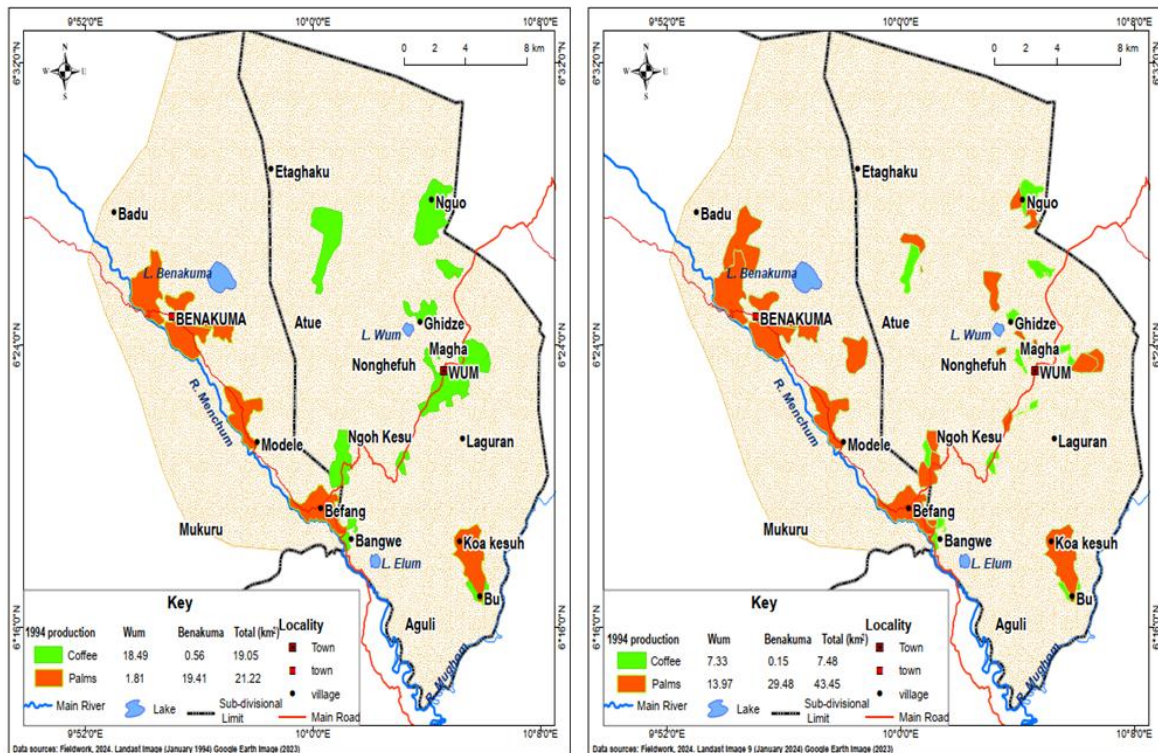 9°52'0"E 10°0'0"E 10°8'0"E
6°32'0"N
6°24'0"N
6°16'0"N
N
W E
S
0 2 4 8 km
Etaghaku
Badu
Nguo
L. Benakuma
BENAKUMA
Atue
Ghidze
L. Wum
Magha
Nonghefuh
WUM
R. Menchum
Modele
Ngoh Kesu
Laguran
Befang
Mukuru
Bangwe
Koa kesuh
L. Elum
Bu
Aguli
R. Mughom
Key
1994 production Wum Benakuma Total (km²)
Coffee 18.49 0.56 19.05
Palms 1.81 19.41 21.22
Locality
Town
town
village
Main River Lake Sub-divisional Limit Main Road
Data sources: Fieldwork, 2024. Landast Image (January 1994) Google Earth Image (2023)
9°52'0"E 10°0'0"E 10°8'0"E
6°32'0"N
6°24'0"N
6°16'0"N
N
W E
S
0 2 4 8 km
Etaghaku
Badu
Nguo
L. Benakuma
BENAKUMA
Atue
Ghidze
L. Wum
Magha
Nonghefuh
WUM
R. Menchum
Modele
Ngoh Kesu
Laguran
Befang
Mukuru
Bangwe
Koa kesuh
L. Elum
Bu
Aguli
R. Mughom
Key
1994 production Wum Benakuma Total (km²)
Coffee 7.33 0.15 7.48
Palms 13.97 29.48 43.45
Locality
Town
town
village
Main River Lake Sub-divisional Limit Main Road
Data sources: Fieldwork, 2024. Landast Image 9 (January 2024) Google Earth Image (2023)